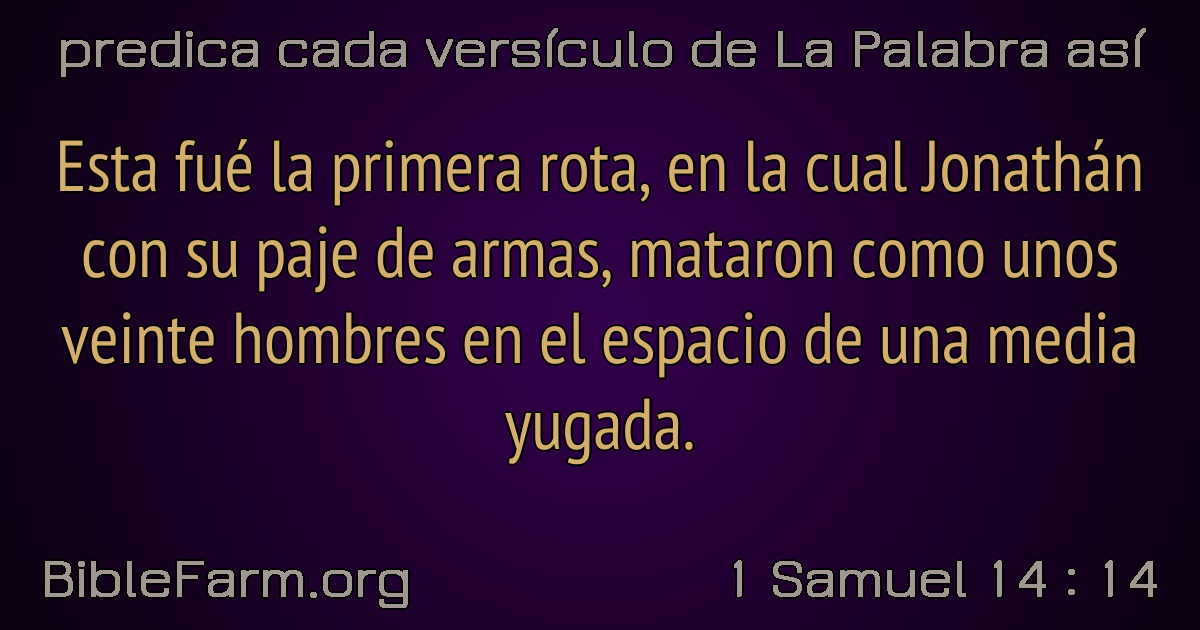 predica cada versículo de La Palabra así
Esta fué la primera rota, en la cual Jonathán
con su paje de armas, mataron como unos
veinte hombres en el espacio de una media
yugada.
BibleFarm.org
1 Samuel 14 : 14